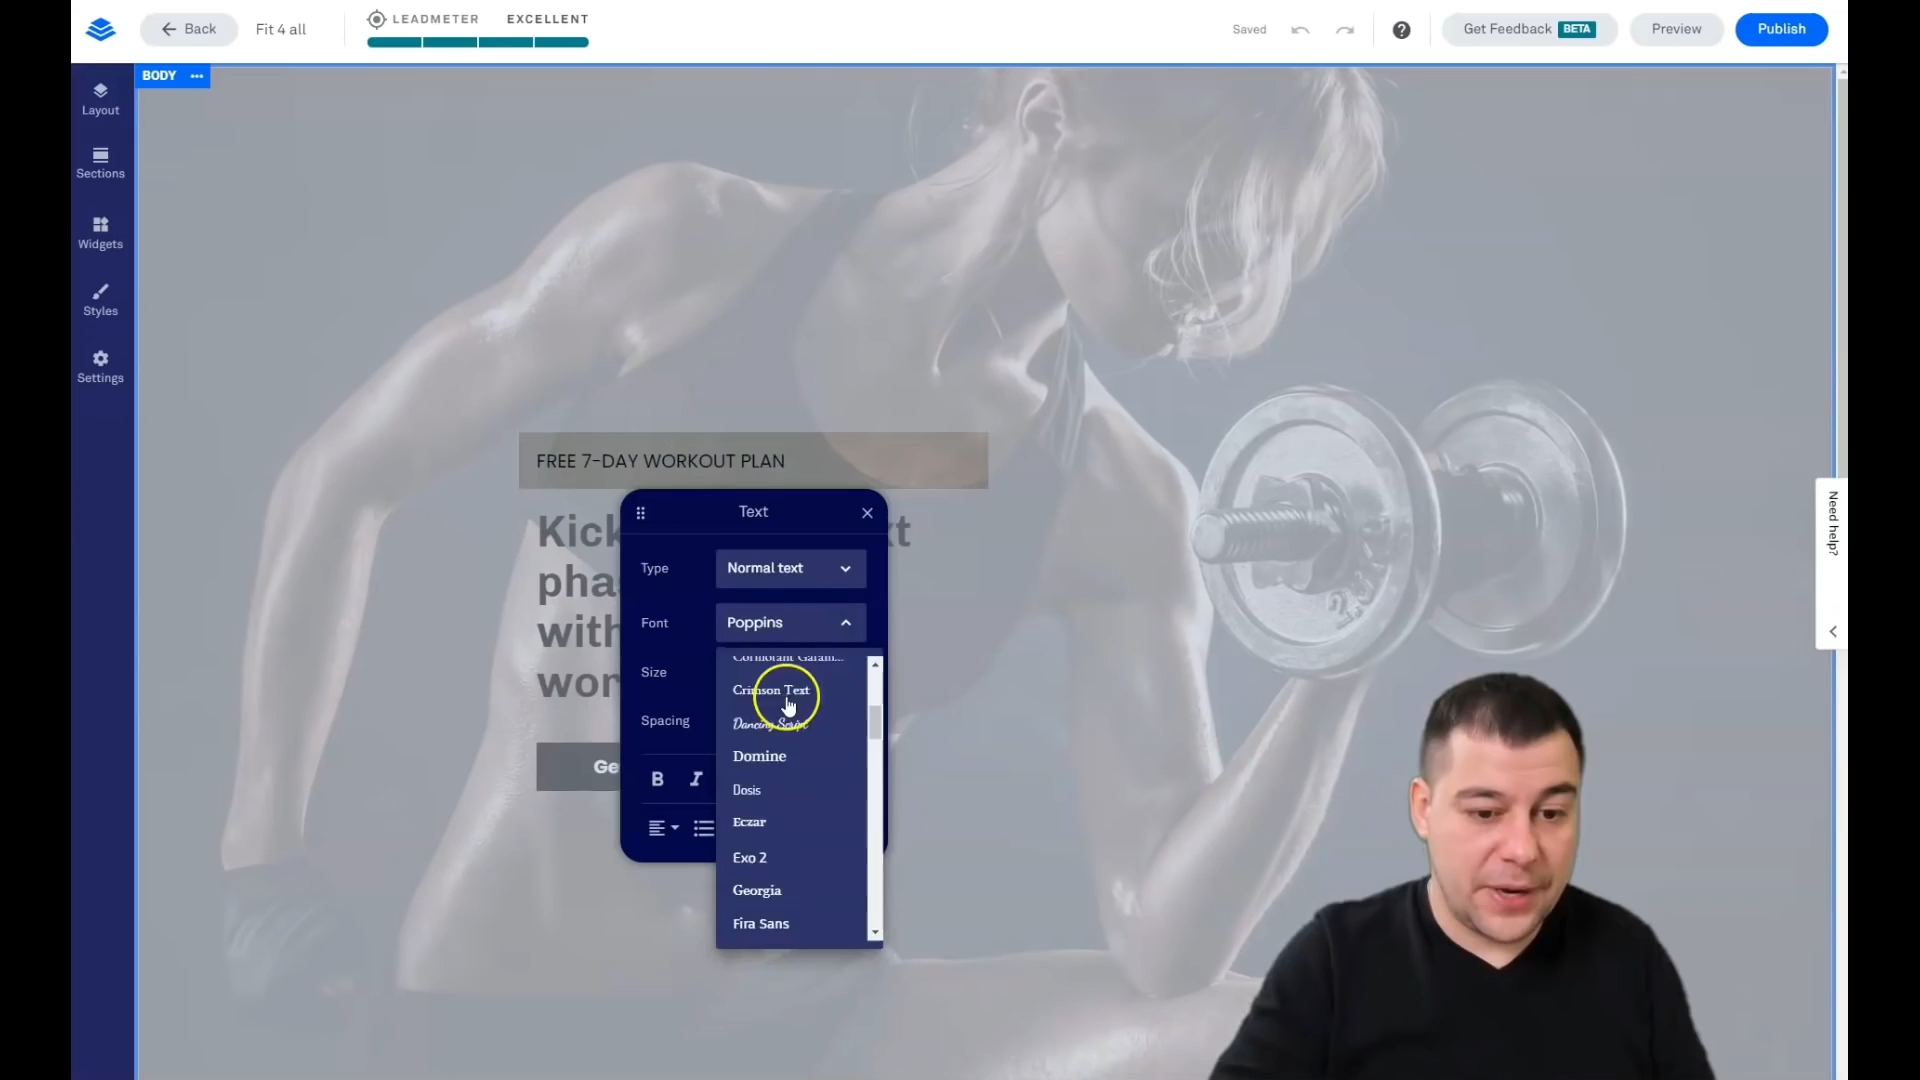 Back
Fit 4 all
LEADMETER
EXCELLENT
Saved
Get Feedback BETA
Preview
Publish
BODY
Layout
Sections
Widgets
Styles
Settings
FREE 7-DAY WORKOUT PLAN
Text
Type
Normal text
Font
Poppins
Size
Crimson Text
Dancing Script
Spacing
Domine
B I
Dosis
Eczar
Exo 2
Georgia
Fira Sans
Need help?